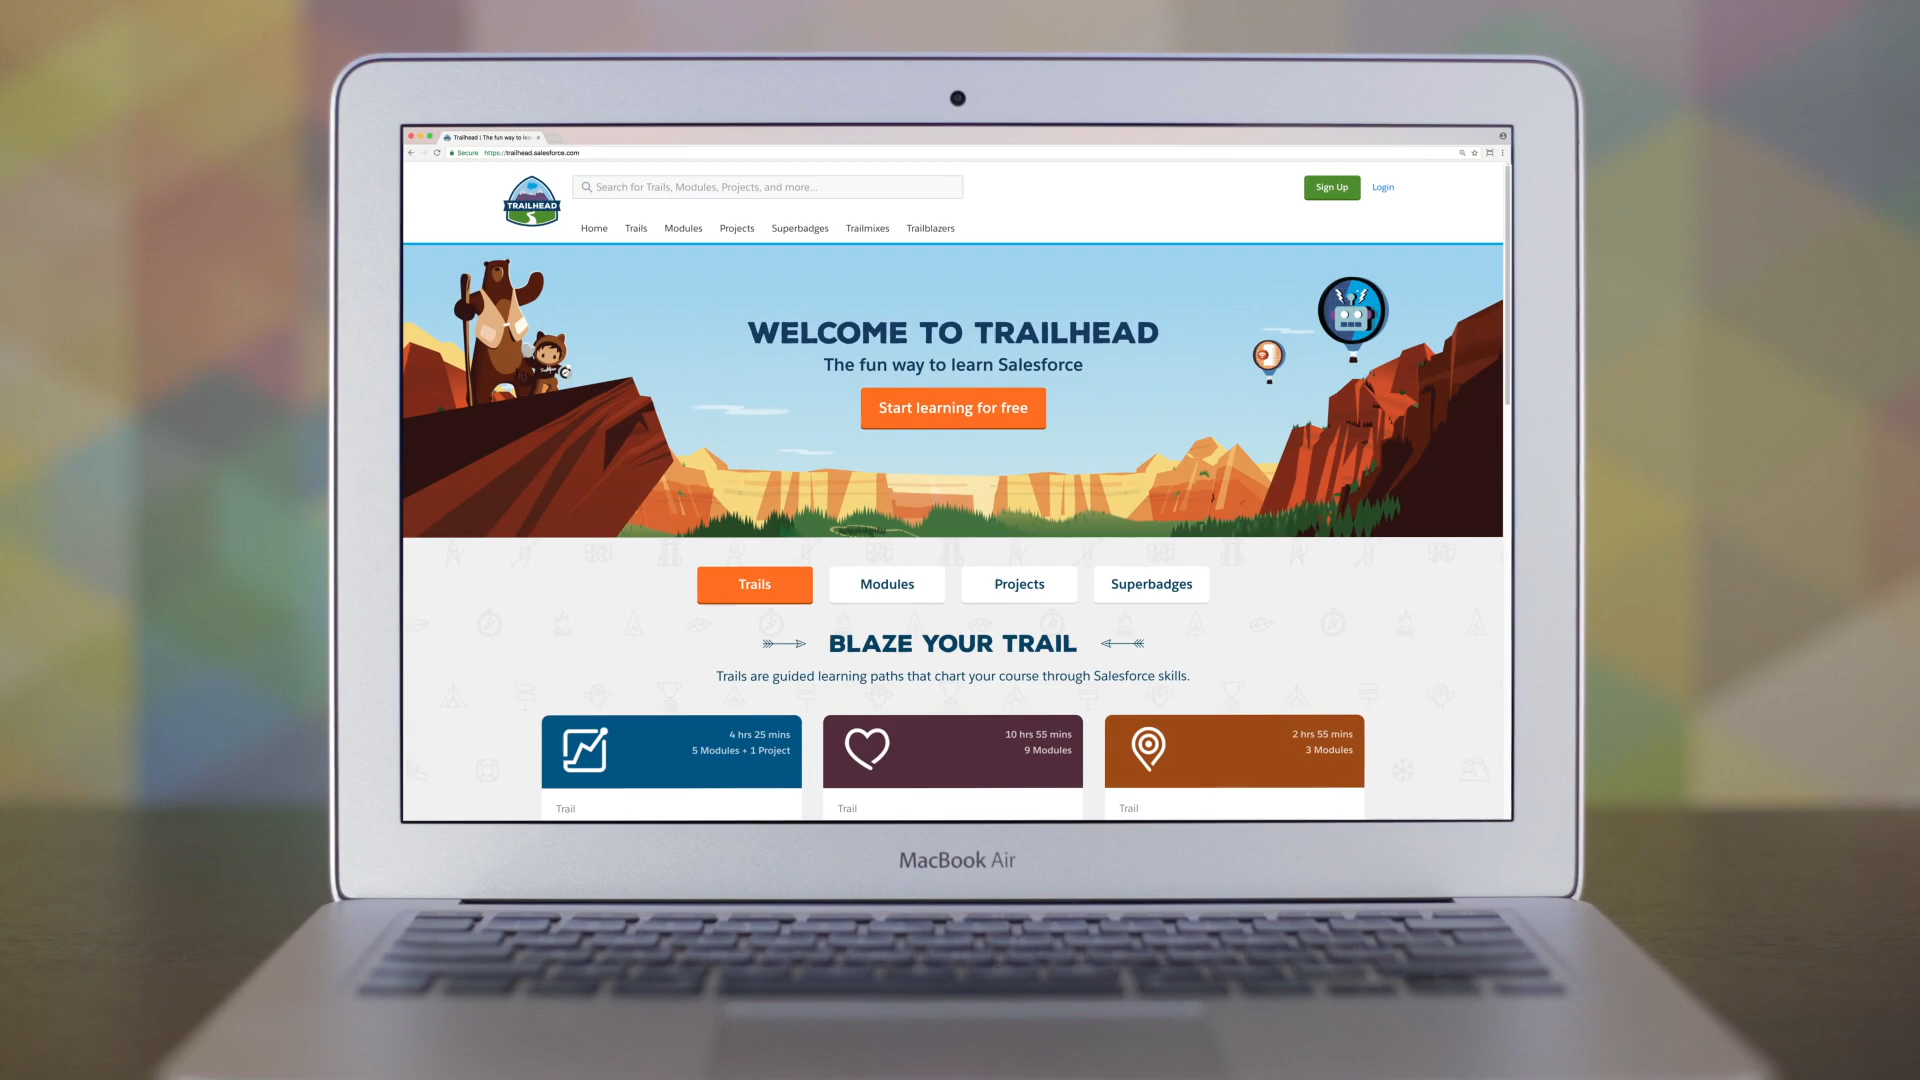 Trailhead | The fun way to lea
Secure https://trailhead.salesforce.com
TRAILHEAD
Search for Trails, Modules, Projects, and more...
Sign Up Login
Home Trails Modules Projects Superbadges Trailmixes Trailblazers
WELCOME TO TRAILHEAD
The fun way to learn Salesforce
Start learning for free
Trails Modules Projects Superbadges
BLAZE YOUR TRAIL
Trails are guided learning paths that chart your course through Salesforce skills.
4 hrs 25 mins
5 Modules + 1 Project
Trail
10 hrs 55 mins
9 Modules
Trail
2 hrs 55 mins
3 Modules
Trail
MacBook Air